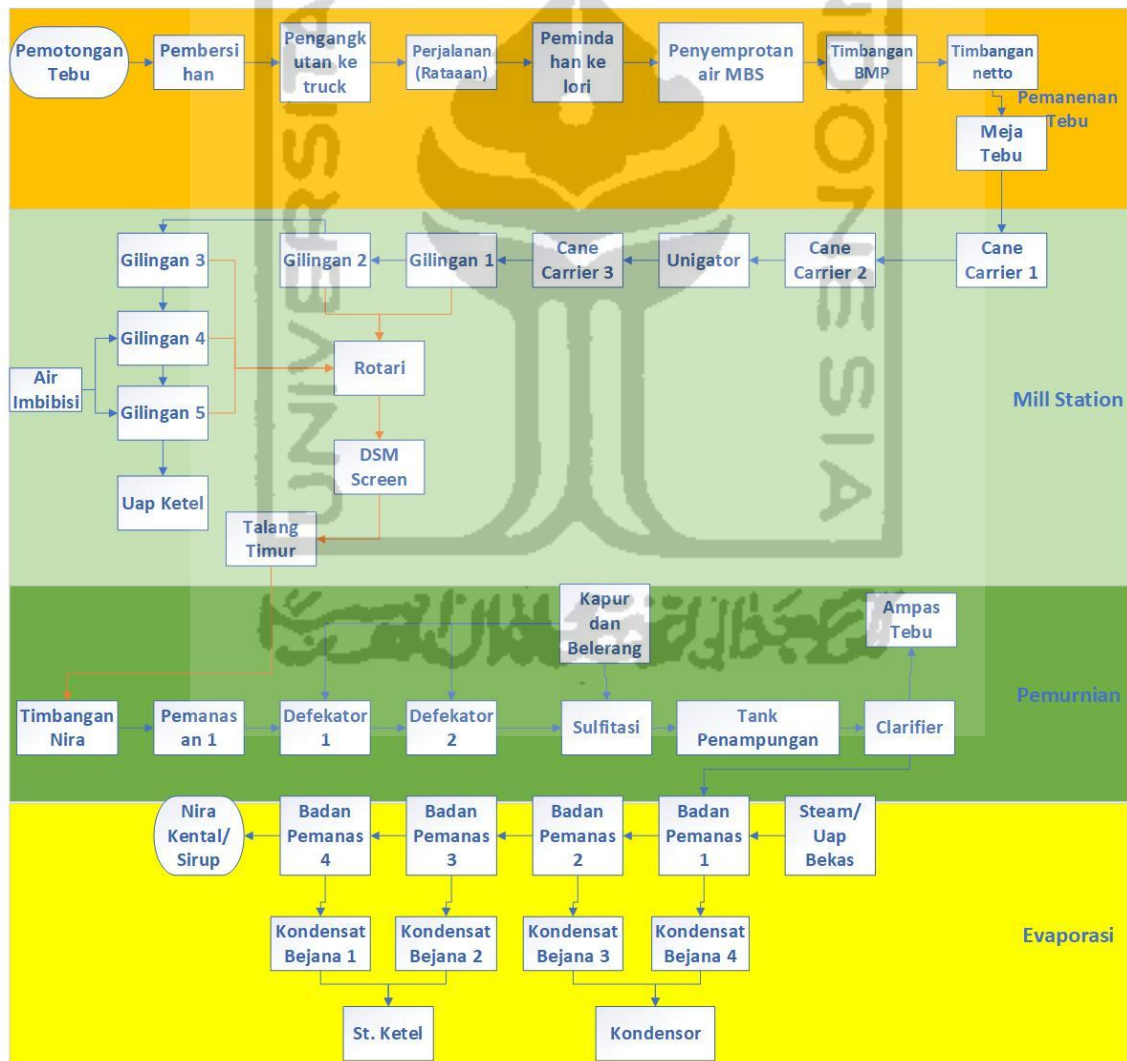 Pemotongan
Tebu
Pembersi
han
Pengangk
utan ke
truck
Perjalanan
(Rataaan)
Peminda
han ke
lori
Penyemprotan
air MBS
Timbangan
BMP
Timbangan
netto
Pemanenan
Tebu
Meja
Tebu
Gilingan 3
Gilingan 2
Gilingan 1
Cane
Carrier 3
Unigator
Cane
Carrier 2
Cane
Carrier 1
Gilingan 4
Rotari
Air
Imbibisi
Gilingan 5
Mill Station
DSM
Screen
Uap Ketel
Talang
Timur
Kapur
dan
Belerang
Ampas
Tebu
Pemurnian
Timbangan
Nira
Pemanas
an 1
Defekator
1
Defekator
2
Sulfitasi
Tank
Penampungan
Clarifier
Nira
Kental/
Sirup
Badan
Pemanas
4
Badan
Pemanas
3
Badan
Pemanas
2
Badan
Pemanas
1
Steam/
Uap
Bekas
Kondensat
Bejana 1
Kondensat
Bejana 2
Kondensat
Bejana 3
Kondensat
Bejana 4
Evaporasi
St. Ketel
Kondensor
UNIVERSITA
INDONESIA